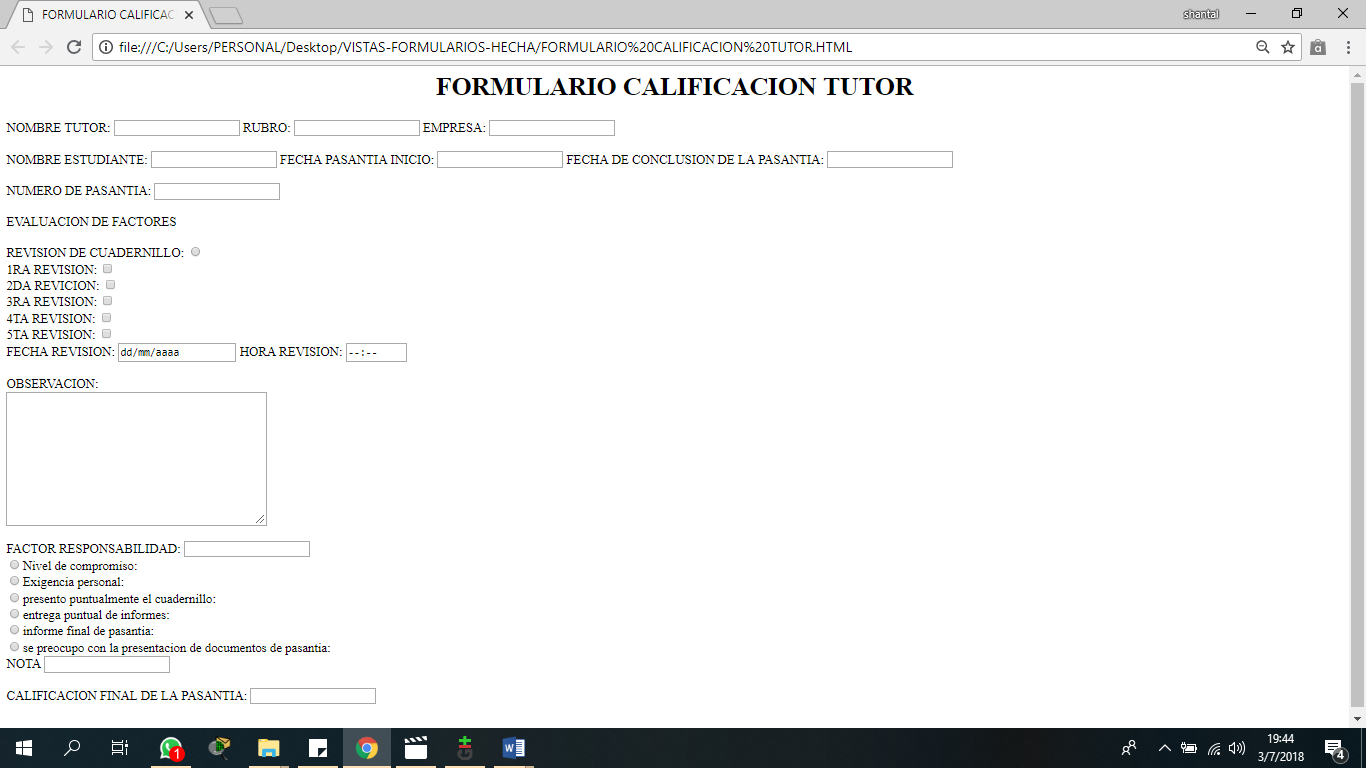 FORMULARIO CALIFICAC
shantal
file:///C:/Users/PERSONAL/Desktop/VISTAS-FORMULARIOS-HECHA/FORMULARIO%20CALIFICACION%20TUTOR.HTML
FORMULARIO CALIFICACION TUTOR
NOMBRE TUTOR: RUBRO: EMPRESA:
NOMBRE ESTUDIANTE: FECHA PASANTIA INICIO: FECHA DE CONCLUSION DE LA PASANTIA:
NUMERO DE PASANTIA:
EVALUACION DE FACTORES
REVISION DE CUADERNILLO:
1RA REVISION:
2DA REVICION:
3RA REVISION:
4TA REVISION:
5TA REVISION:
FECHA REVISION: dd/mm/aaaa HORA REVISION: --:--
OBSERVACION:
FACTOR RESPONSABILIDAD:
Nivel de compromiso:
Exigencia personal:
presento puntualmente el cuadernillo:
entrega puntual de informes:
informe final de pasantia:
se preocupo con la presentacion de documentos de pasantia:
NOTA
CALIFICACION FINAL DE LA PASANTIA:
1
19:44
3/7/2018
4